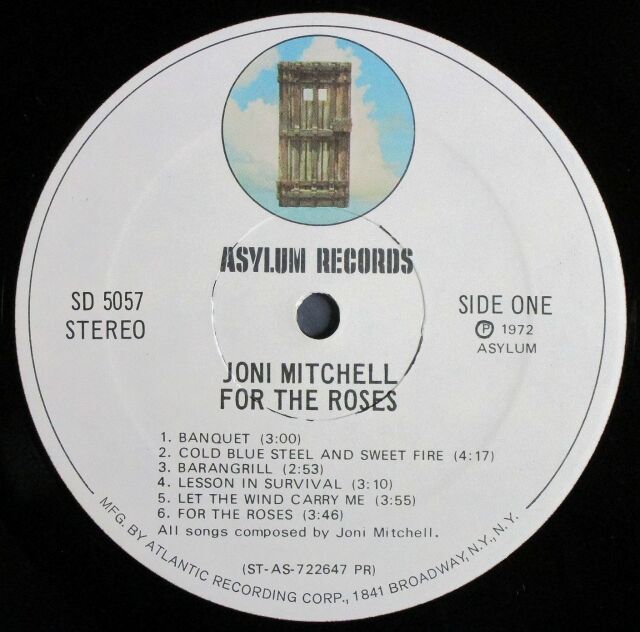 ASYLUM RECORDS
SD 5057
STEREO
SIDE ONE
Ⓟ 1972
ASYLUM
JONI MITCHELL
FOR THE ROSES
1. BANQUET (3:00)
2. COLD BLUE STEEL AND SWEET FIRE (4:17)
3. BARANGRILL (2:53)
4. LESSON IN SURVIVAL (3:10)
5. LET THE WIND CARRY ME (3:55)
6. FOR THE ROSES (3:46)
All songs composed by Joni Mitchell.
(ST-AS-722647 PR)
MFG. BY ATLANTIC RECORDING CORP., 1841 BROADWAY, N.Y., N.Y.